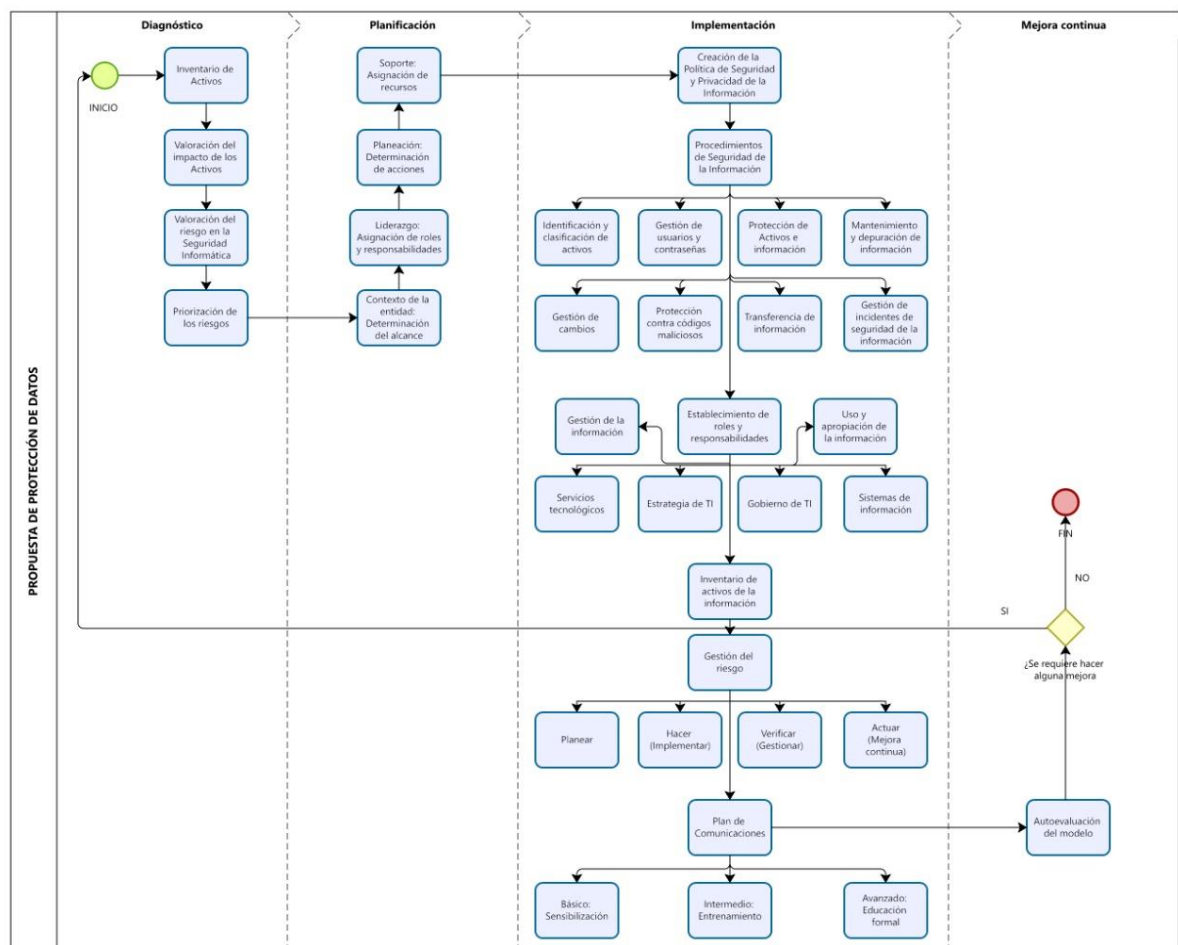 PROPUESTA DE PROTECCIÓN DE DATOS
Diagnóstico
Planificación
Implementación
Mejora continua
INICIO
Inventario de
Activos
Valoración del
impacto de los
Activos
Valoración del
riesgo en la
Seguridad
Informática
Priorización de
los riesgos
Soporte:
Asignación de
recursos
Planeación:
Determinación
de acciones
Liderazgo:
Asignación de roles
y responsabilidades
Contexto de la
entidad:
Determinación
del alcance
Creación de la
Política de Seguridad
y Privacidad de la
Información
Procedimientos
de Seguridad de
la Información
Identificación y
clasificación de
activos
Gestión de
usuarios y
contraseñas
Protección de
Activos e
información
Mantenimiento
y depuración de
información
Gestión de
cambios
Protección
contra códigos
maliciosos
Transferencia de
información
Gestión de
incidentes de
seguridad de la
información
Gestión de la
información
Establecimiento de
roles y
responsabilidades
Uso y
apropiación de
la información
Servicios
tecnológicos
Estrategia de TI
Gobierno de TI
Sistemas de
información
Inventario de
activos de la
información
Gestión del
riesgo
Planear
Hacer
(Implementar)
Verificar
(Gestionar)
Actuar
(Mejora
continua)
Plan de
Comunicaciones
Básico:
Sensibilización
Intermedio:
Entrenamiento
Avanzado:
Educación
formal
FIN
NO
SI
¿Se requiere hacer
alguna mejora
Autoevaluación
del modelo